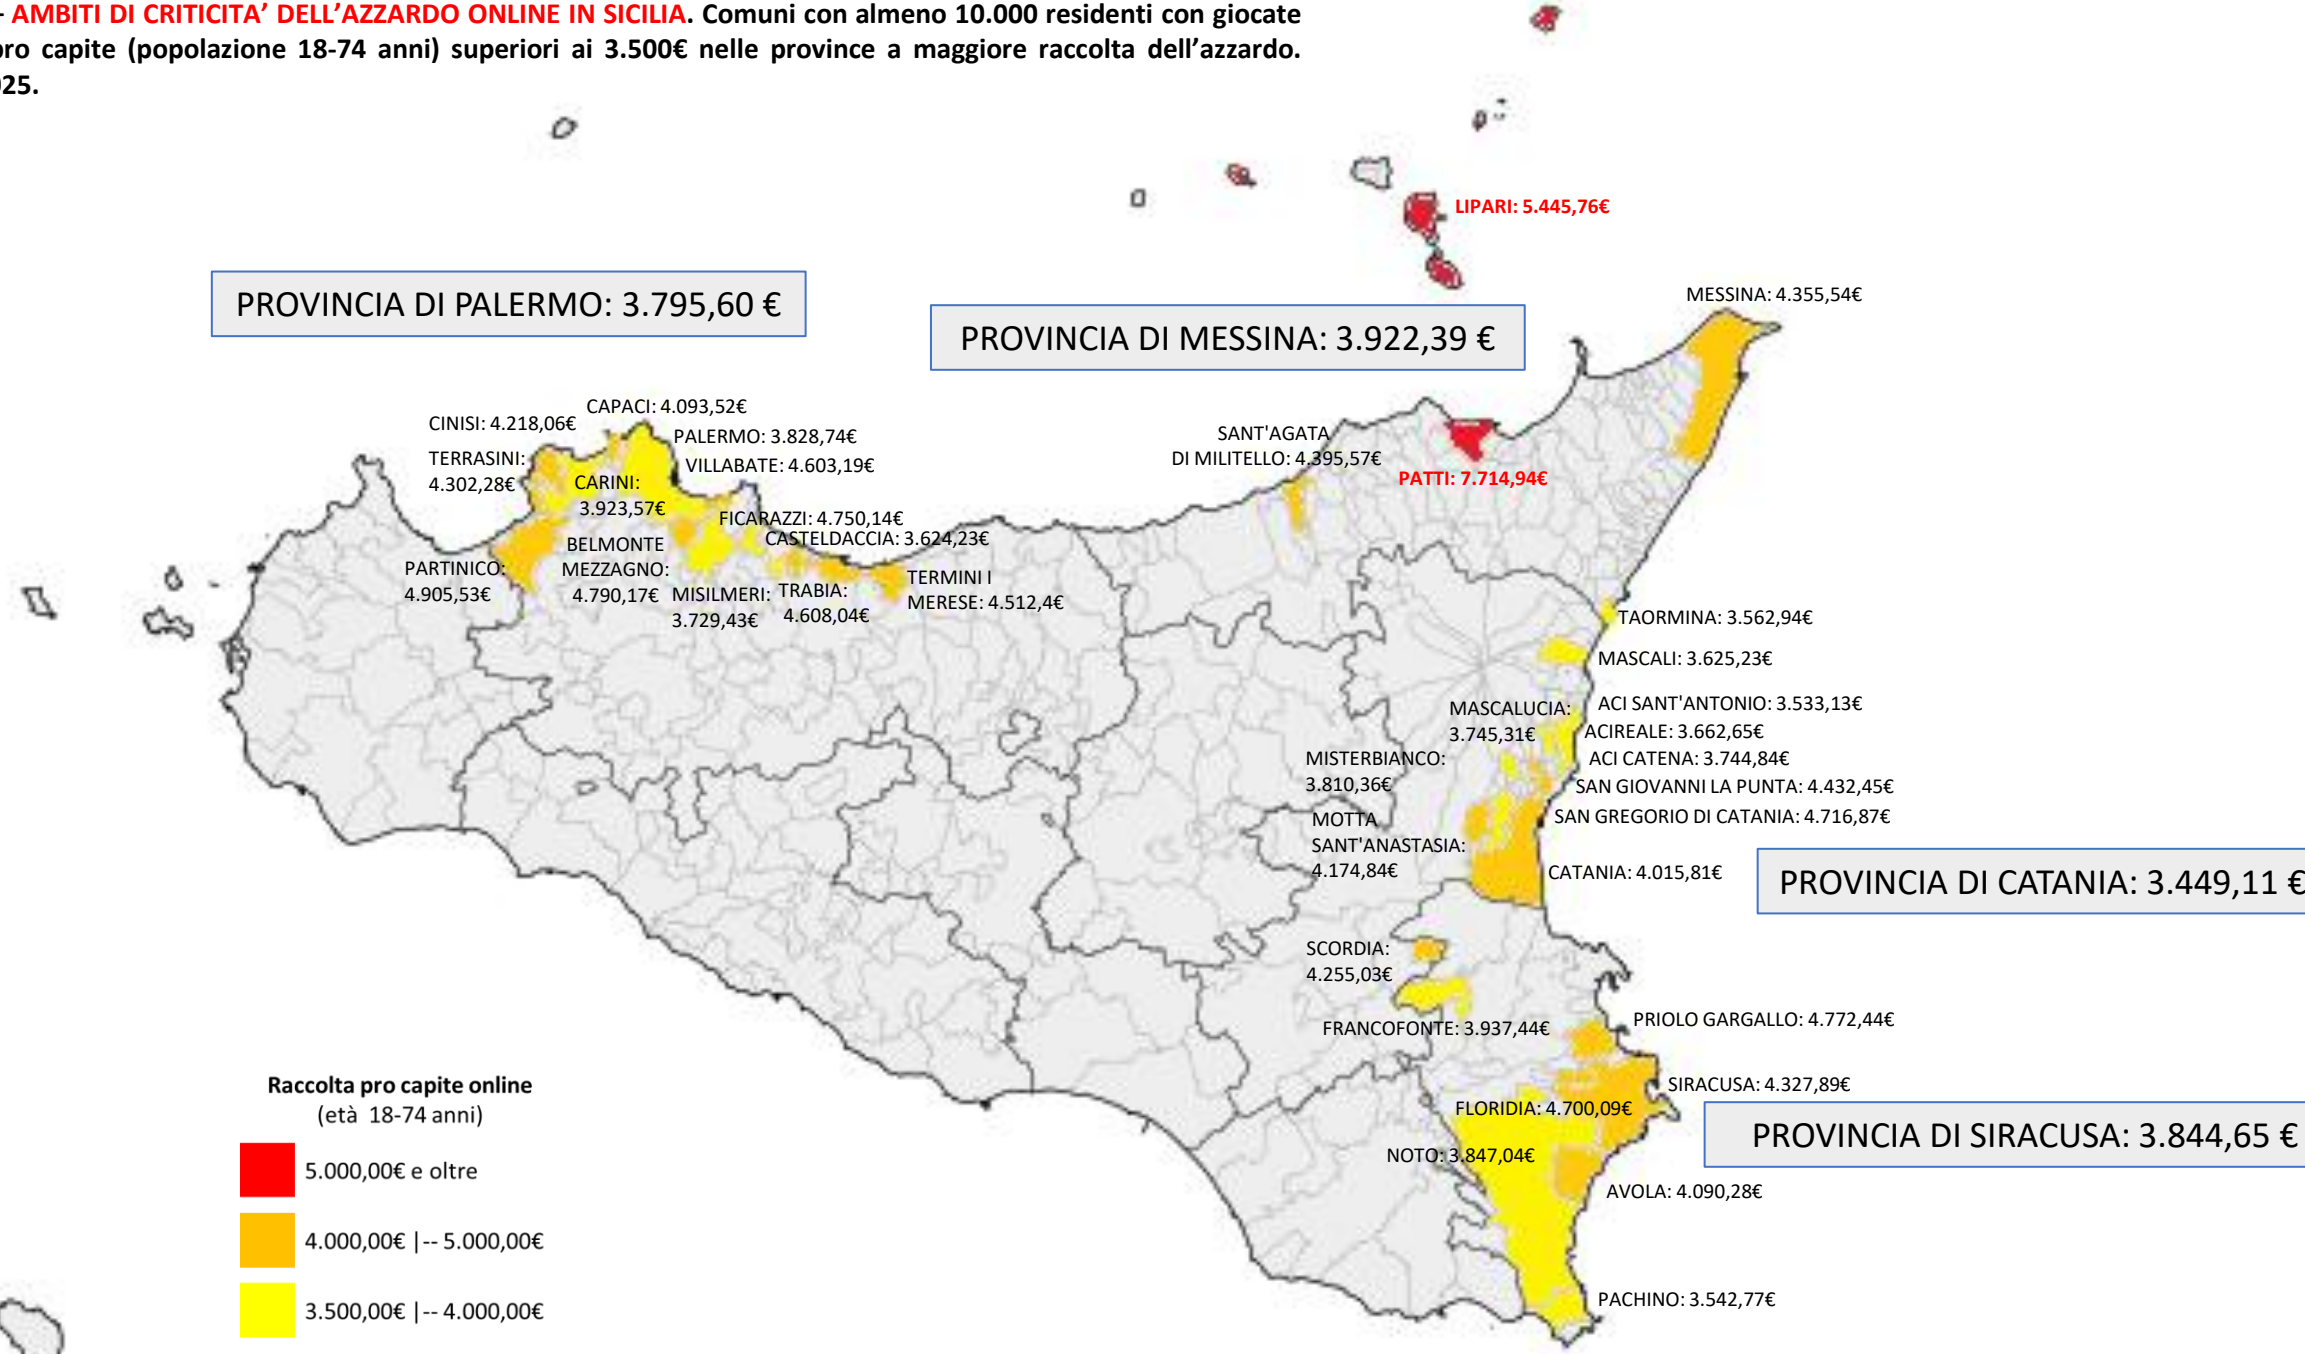 - AMBITI DI CRITICITA’ DELL’AZZARDO ONLINE IN SICILIA. Comuni con almeno 10.000 residenti con giocate
pro capite (popolazione 18-74 anni) superiori ai 3.500€ nelle province a maggiore raccolta dell’azzardo.
025.
LIPARI: 5.445,76€
PROVINCIA DI PALERMO: 3.795,60 €
MESSINA: 4.355,54€
PROVINCIA DI MESSINA: 3.922,39 €
CAPACI: 4.093,52€
CINISI: 4.218,06€
PALERMO: 3.828,74€
VILLABATE: 4.603,19€
TERRASINI:
4.302,28€
CARINI:
3.923,57€
SANT'AGATA
DI MILITELLO: 4.395,57€
PATTI: 7.714,94€
FICARAZZI: 4.750,14€
CASTELDACCIA: 3.624,23€
BELMONTE
MEZZAGNO:
4.790,17€
PARTINICO:
4.905,53€
MISILMERI:
3.729,43€
TRABIA:
4.608,04€
TERMINI I
MERESE: 4.512,4€
TAORMINA: 3.562,94€
MASCALI: 3.625,23€
MASCALUCIA:
3.745,31€
ACI SANT'ANTONIO: 3.533,13€
ACIREALE: 3.662,65€
ACI CATENA: 3.744,84€
MISTERBIANCO:
3.810,36€
SAN GIOVANNI LA PUNTA: 4.432,45€
SAN GREGORIO DI CATANIA: 4.716,87€
MOTTA
SANT'ANASTASIA:
4.174,84€
CATANIA: 4.015,81€
PROVINCIA DI CATANIA: 3.449,11 €
SCORDIA:
4.255,03€
FRANCOFONTE: 3.937,44€
PRIOLO GARGALLO: 4.772,44€
SIRACUSA: 4.327,89€
FLORIDIA: 4.700,09€
PROVINCIA DI SIRACUSA: 3.844,65 €
NOTO: 3.847,04€
AVOLA: 4.090,28€
PACHINO: 3.542,77€
Raccolta pro capite online
(età 18-74 anni)
5.000,00€ e oltre
4.000,00€ |-- 5.000,00€
3.500,00€ |-- 4.000,00€